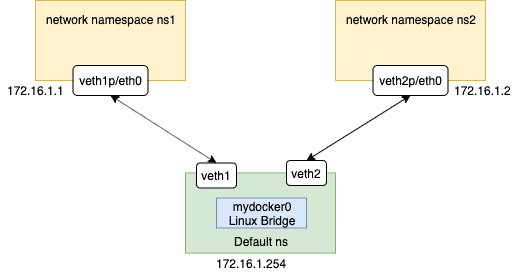 network namespace ns1
network namespace ns2
veth1p/eth0
veth2p/eth0
172.16.1.1
172.16.1.2
veth1
veth2
mydocker0
Linux Bridge
Default ns
172.16.1.254